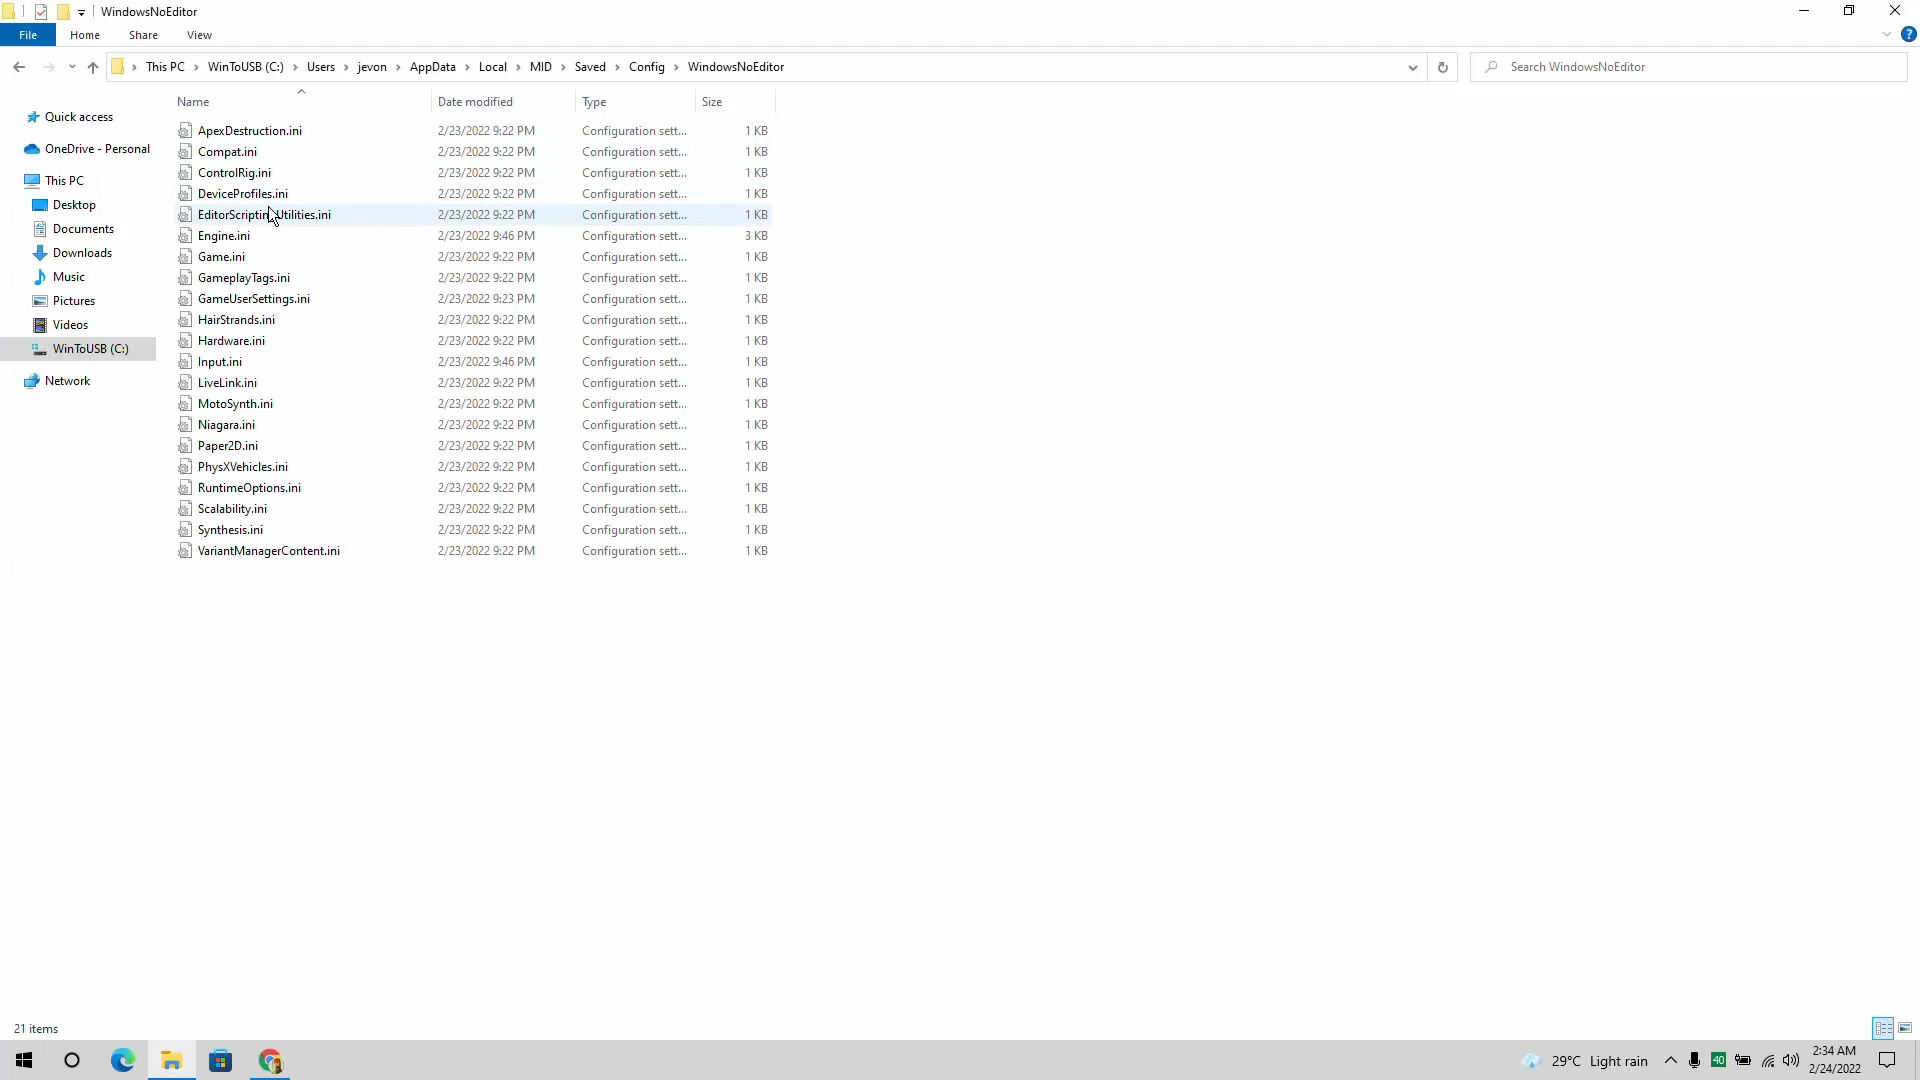 WindowsNoEditor
File Home Share View
This PC WinToUSB (C:) Users jevon AppData Local MID Saved Config WindowsNoEditor
Search WindowsNoEditor
Name Date modified Type Size
Quick access
OneDrive - Personal
This PC
Desktop
Documents
Downloads
Music
Pictures
Videos
WinToUSB (C:)
Network
ApexDestruction.ini 2/23/2022 9:22 PM Configuration sett... 1 KB
Compat.ini 2/23/2022 9:22 PM Configuration sett... 1 KB
ControlRig.ini 2/23/2022 9:22 PM Configuration sett... 1 KB
DeviceProfiles.ini 2/23/2022 9:22 PM Configuration sett... 1 KB
EditorScriptingUtilities.ini 2/23/2022 9:22 PM Configuration sett... 1 KB
Engine.ini 2/23/2022 9:46 PM Configuration sett... 3 KB
Game.ini 2/23/2022 9:22 PM Configuration sett... 1 KB
GameplayTags.ini 2/23/2022 9:22 PM Configuration sett... 1 KB
GameUserSettings.ini 2/23/2022 9:23 PM Configuration sett... 1 KB
HairStrands.ini 2/23/2022 9:22 PM Configuration sett... 1 KB
Hardware.ini 2/23/2022 9:22 PM Configuration sett... 1 KB
Input.ini 2/23/2022 9:46 PM Configuration sett... 1 KB
LiveLink.ini 2/23/2022 9:22 PM Configuration sett... 1 KB
MotoSynth.ini 2/23/2022 9:22 PM Configuration sett... 1 KB
Niagara.ini 2/23/2022 9:22 PM Configuration sett... 1 KB
Paper2D.ini 2/23/2022 9:22 PM Configuration sett... 1 KB
PhysXVehicles.ini 2/23/2022 9:22 PM Configuration sett... 1 KB
RuntimeOptions.ini 2/23/2022 9:22 PM Configuration sett... 1 KB
Scalability.ini 2/23/2022 9:22 PM Configuration sett... 1 KB
Synthesis.ini 2/23/2022 9:22 PM Configuration sett... 1 KB
VariantManagerContent.ini 2/23/2022 9:22 PM Configuration sett... 1 KB
21 items
29°C Light rain
40
2:34 AM
2/24/2022